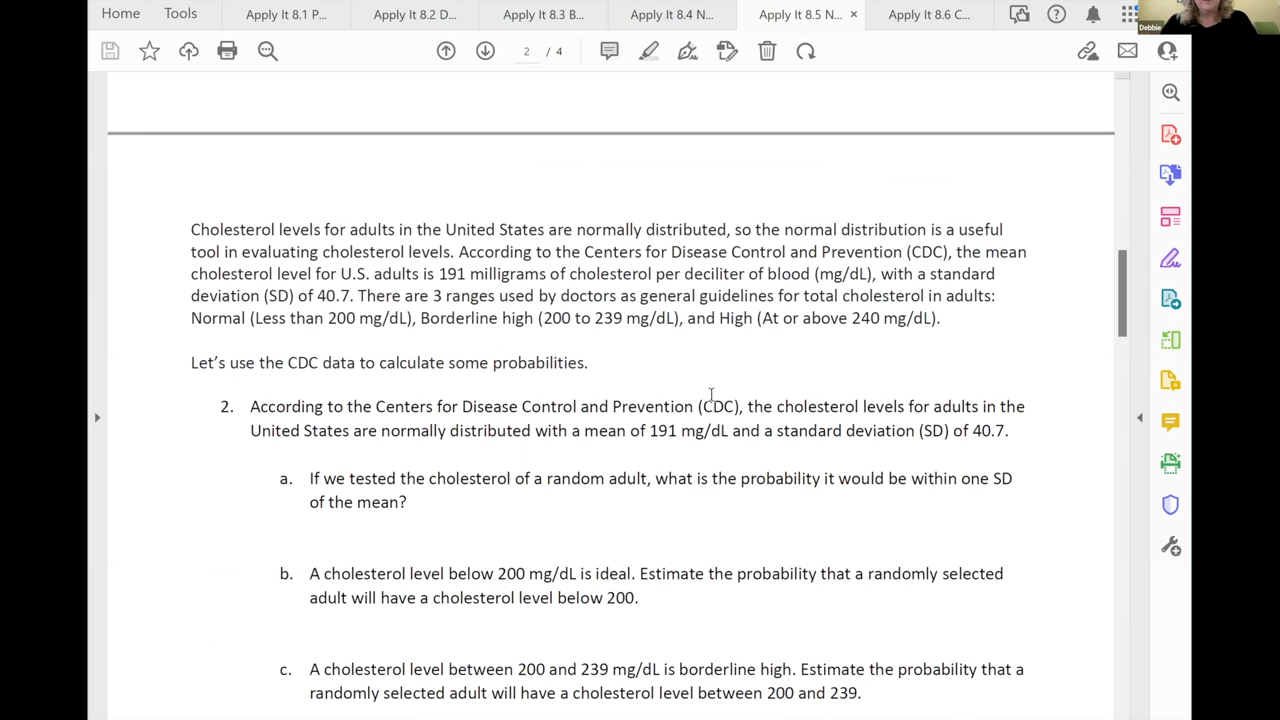 Home
Tools
Apply It 8.1 P...
Apply It 8.2 D...
Apply It 8.3 B...
Apply It 8.4 N...
Apply It 8.5 N...
Apply It 8.6 C...
Debbie
2 / 4
Cholesterol levels for adults in the United States are normally distributed, so the normal distribution is a useful
tool in evaluating cholesterol levels. According to the Centers for Disease Control and Prevention (CDC), the mean
cholesterol level for U.S. adults is 191 milligrams of cholesterol per deciliter of blood (mg/dL), with a standard
deviation (SD) of 40.7. There are 3 ranges used by doctors as general guidelines for total cholesterol in adults:
Normal (Less than 200 mg/dL), Borderline high (200 to 239 mg/dL), and High (At or above 240 mg/dL).
Let’s use the CDC data to calculate some probabilities.
2. According to the Centers for Disease Control and Prevention (CDC), the cholesterol levels for adults in the
United States are normally distributed with a mean of 191 mg/dL and a standard deviation (SD) of 40.7.
a. If we tested the cholesterol of a random adult, what is the probability it would be within one SD
of the mean?
b. A cholesterol level below 200 mg/dL is ideal. Estimate the probability that a randomly selected
adult will have a cholesterol level below 200.
c. A cholesterol level between 200 and 239 mg/dL is borderline high. Estimate the probability that a
randomly selected adult will have a cholesterol level between 200 and 239.